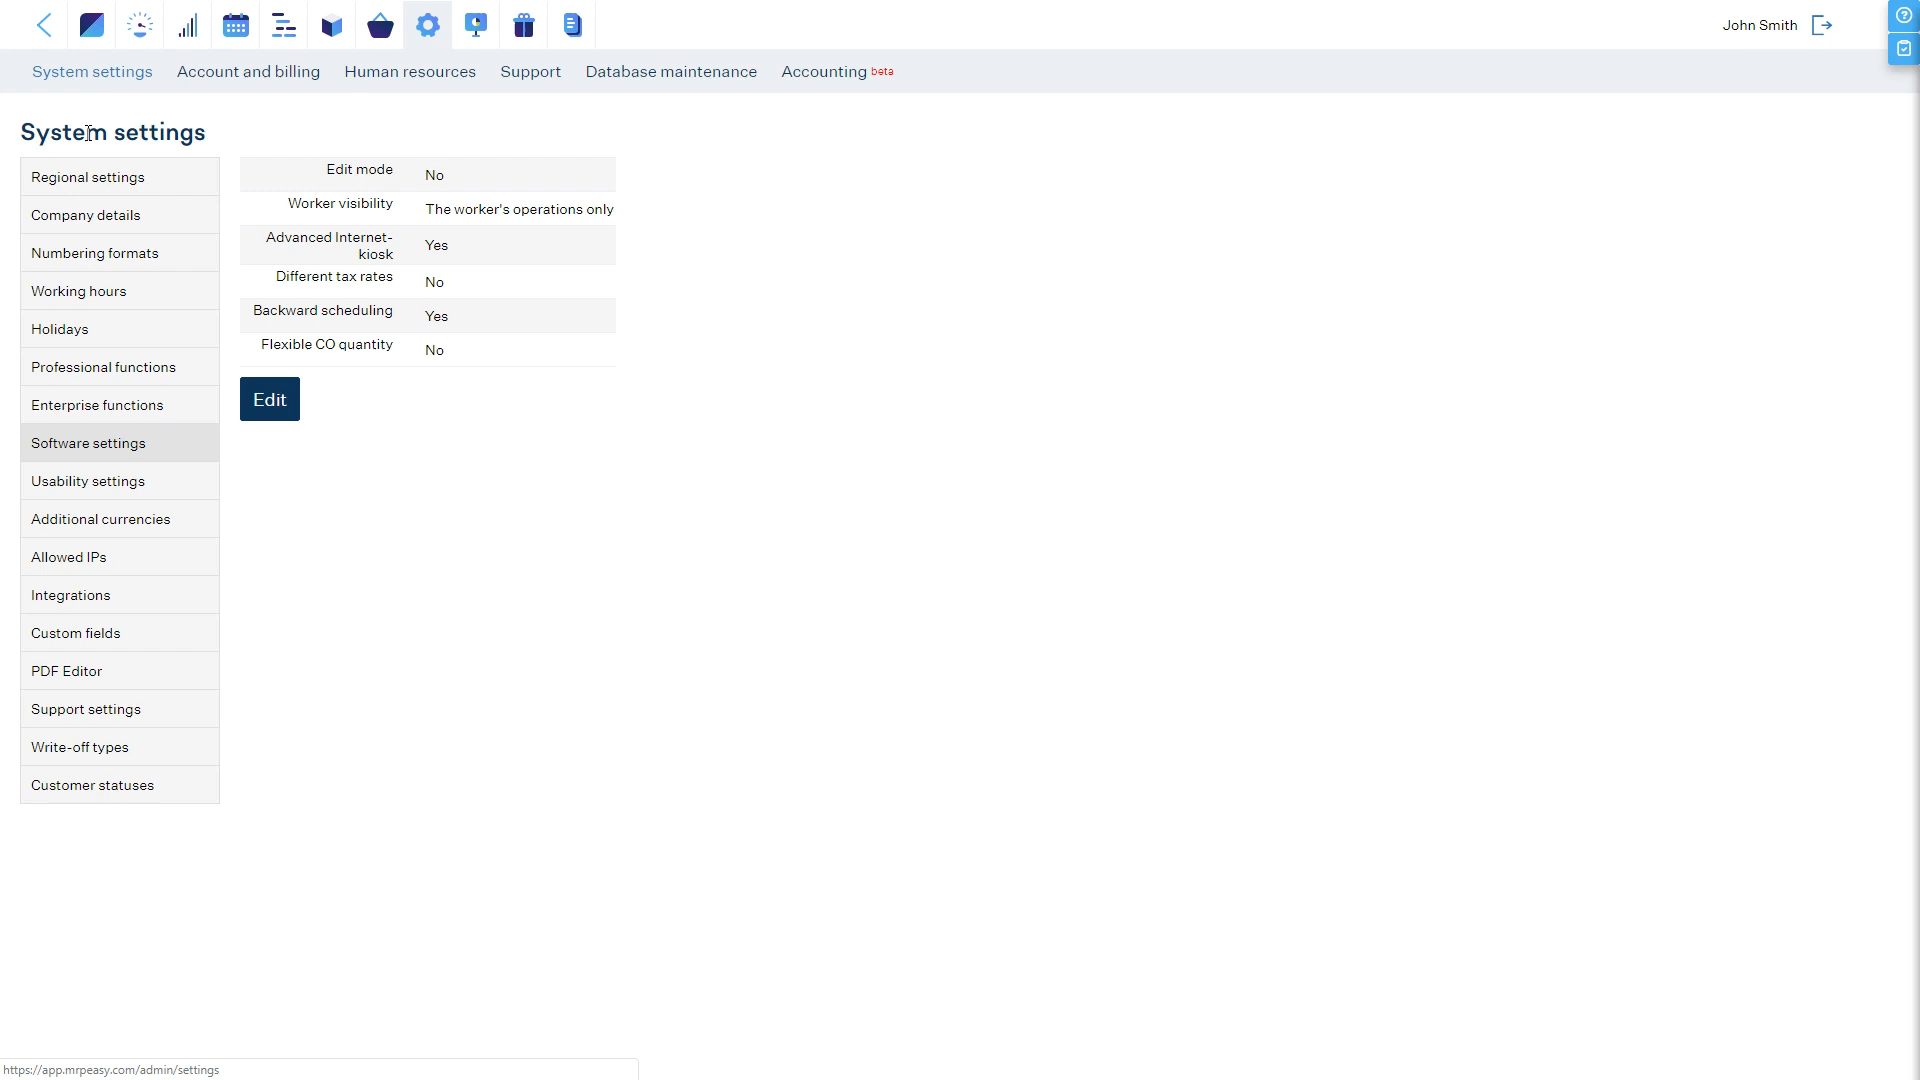 John Smith
System settings Account and billing Human resources Support Database maintenance Accounting beta
System settings
Regional settings
Company details
Numbering formats
Working hours
Holidays
Professional functions
Enterprise functions
Software settings
Usability settings
Additional currencies
Allowed IPs
Integrations
Custom fields
PDF Editor
Support settings
Write-off types
Customer statuses
Edit mode No
Worker visibility The worker's operations only
Advanced Internet-
kiosk Yes
Different tax rates No
Backward scheduling Yes
Flexible CO quantity No
Edit
https://app.mrpeasy.com/admin/settings